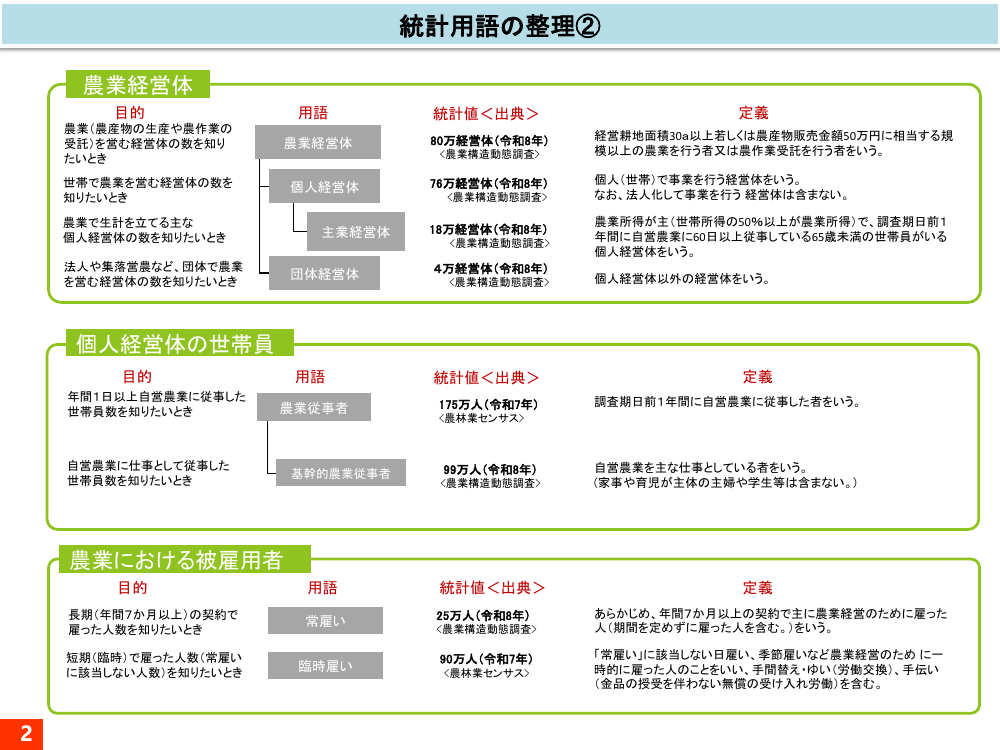 統計用語の整理②
農業経営体
目的
用語
統計値＜出典＞
定義
農業（農産物の生産や農作業の
受託）を営む経営体の数を知り
たいとき
農業経営体
80万経営体（令和8年）
<農業構造動態調査>
経営耕地面積30a以上若しくは農産物販売金額50万円に相当する規
模以上の農業を行う者又は農作業受託を行う者をいう。
世帯で農業を営む経営体の数を
知りたいとき
個人経営体
76万経営体（令和8年）
<農業構造動態調査>
個人（世帯）で事業を行う経営体をいう。
なお、法人化して事業を行う 経営体は含まない。
農業で生計を立てる主な
個人経営体の数を知りたいとき
主業経営体
18万経営体（令和8年）
<農業構造動態調査>
農業所得が主（世帯所得の50％以上が農業所得）で、調査期日前１
年間に自営農業に60日以上従事している65歳未満の世帯員がいる
個人経営体をいう。
法人や集落営農など、団体で農業
を営む経営体の数を知りたいとき
団体経営体
４万経営体（令和8年）
<農業構造動態調査>
個人経営体以外の経営体をいう。
個人経営体の世帯員
目的
用語
統計値＜出典＞
定義
年間１日以上自営農業に従事した
世帯員数を知りたいとき
農業従事者
175万人（令和7年）
<農林業センサス>
調査期日前１年間に自営農業に従事した者をいう。
自営農業に仕事として従事した
世帯員数を知りたいとき
基幹的農業従事者
99万人（令和8年）
<農業構造動態調査>
自営農業を主な仕事としている者をいう。
（家事や育児が主体の主婦や学生等は含まない。）
農業における被雇用者
目的
用語
統計値＜出典＞
定義
長期（年間７か月以上）の契約で
雇った人数を知りたいとき
常雇い
25万人（令和8年）
<農業構造動態調査>
あらかじめ、年間７か月以上の契約で主に農業経営のために雇った
人（期間を定めずに雇った人を含む。）をいう。
短期（臨時）で雇った人数（常雇い
に該当しない人数）を知りたいとき
臨時雇い
90万人（令和7年）
<農林業センサス>
「常雇い」に該当しない日雇い、季節雇いなど農業経営のため に一
時的に雇った人のことをいい、手間替え・ゆい（労働交換）、手伝い
（金品の授受を伴わない無償の受け入れ労働）を含む。
2